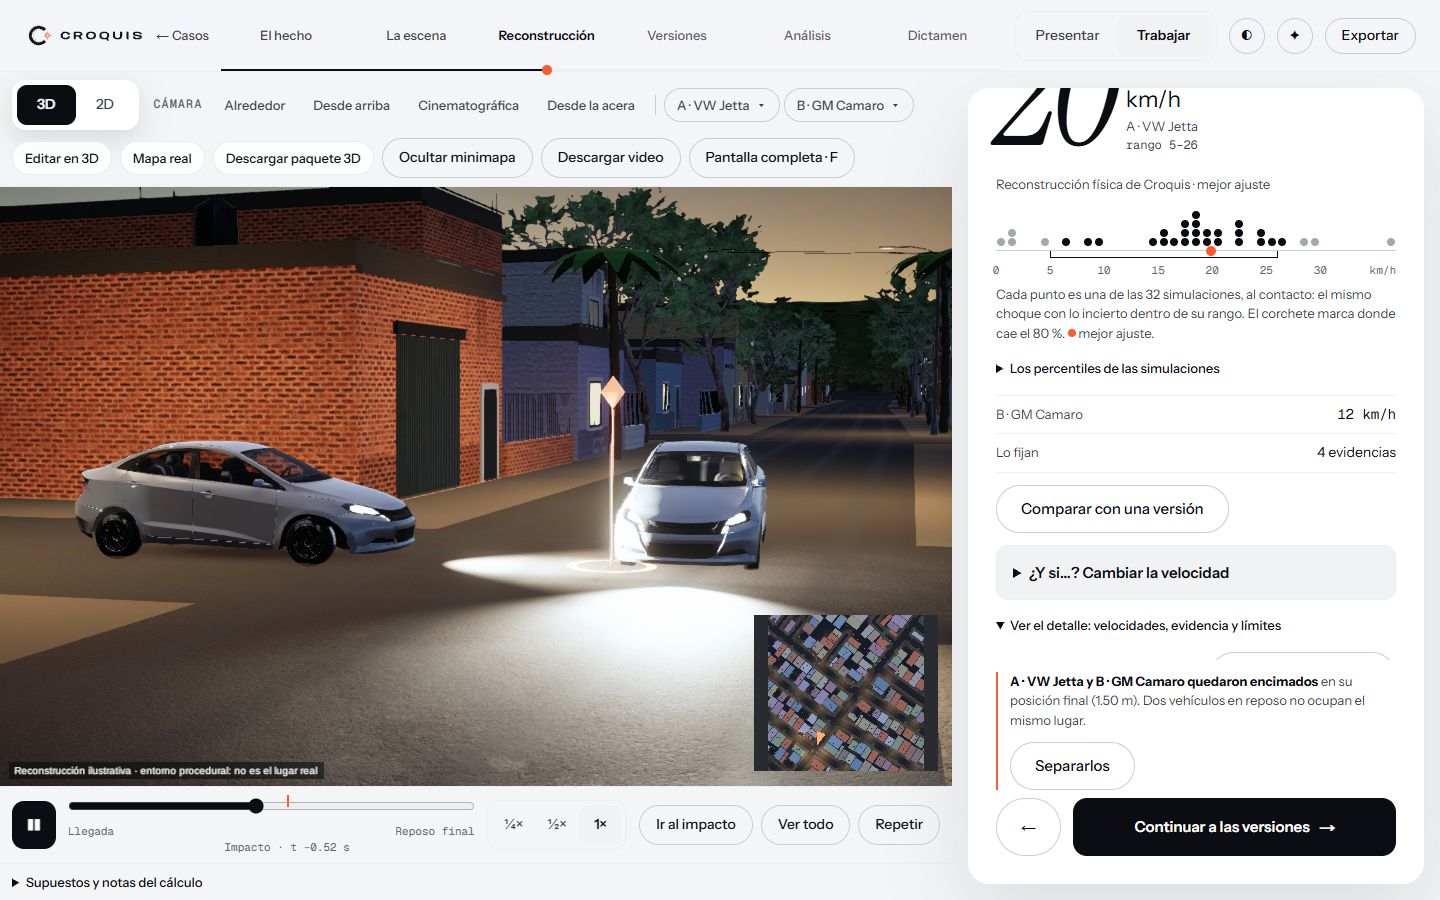 CROQUIS
← Casos
El hecho
La escena
Reconstrucción
Versiones
Análisis
Dictamen
Presentar
Trabajar
Exportar
3D
2D
CÁMARA
Alrededor
Desde arriba
Cinematográfica
Desde la acera
A · VW Jetta
B · GM Camaro
Editar en 3D
Mapa real
Descargar paquete 3D
Ocultar minimapa
Descargar video
Pantalla completa · F
Reconstrucción ilustrativa - entorno procedural: no es el lugar real
Llegada
Reposo final
Impacto · t −0.52 s
¼×
½×
1×
Ir al impacto
Ver todo
Repetir
Supuestos y notas del cálculo
20
km/h
A · VW Jetta
rango 5–26
Reconstrucción física de Croquis · mejor ajuste
0 5 10 15 20 25 30 km/h
Cada punto es una de las 32 simulaciones, al contacto: el mismo
choque con lo incierto dentro de su rango. El corchete marca donde
cae el 80 %. mejor ajuste.
Los percentiles de las simulaciones
B · GM Camaro 12 km/h
Lo fijan 4 evidencias
Comparar con una versión
¿Y si...? Cambiar la velocidad
Ver el detalle: velocidades, evidencia y límites
A · VW Jetta y B · GM Camaro quedaron encimados en su
posición final (1.50 m). Dos vehículos en reposo no ocupan el
mismo lugar.
Separarlos
←
Continuar a las versiones →